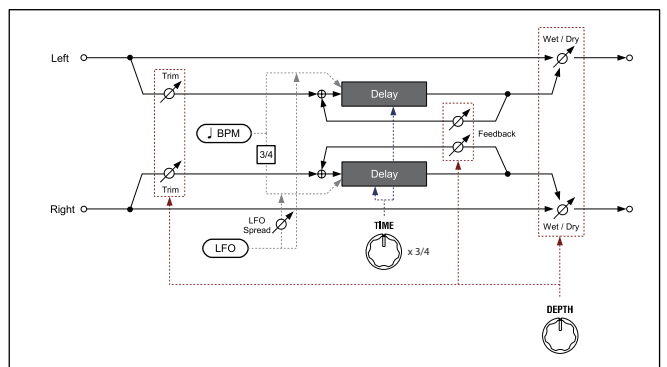 Wet / Dry
Left
Trim
Delay
♩ BPM
Feedback
3/4
Delay
Trim
Right
LFO
Spread
Wet / Dry
TIME
x 3/4
LFO
DEPTH